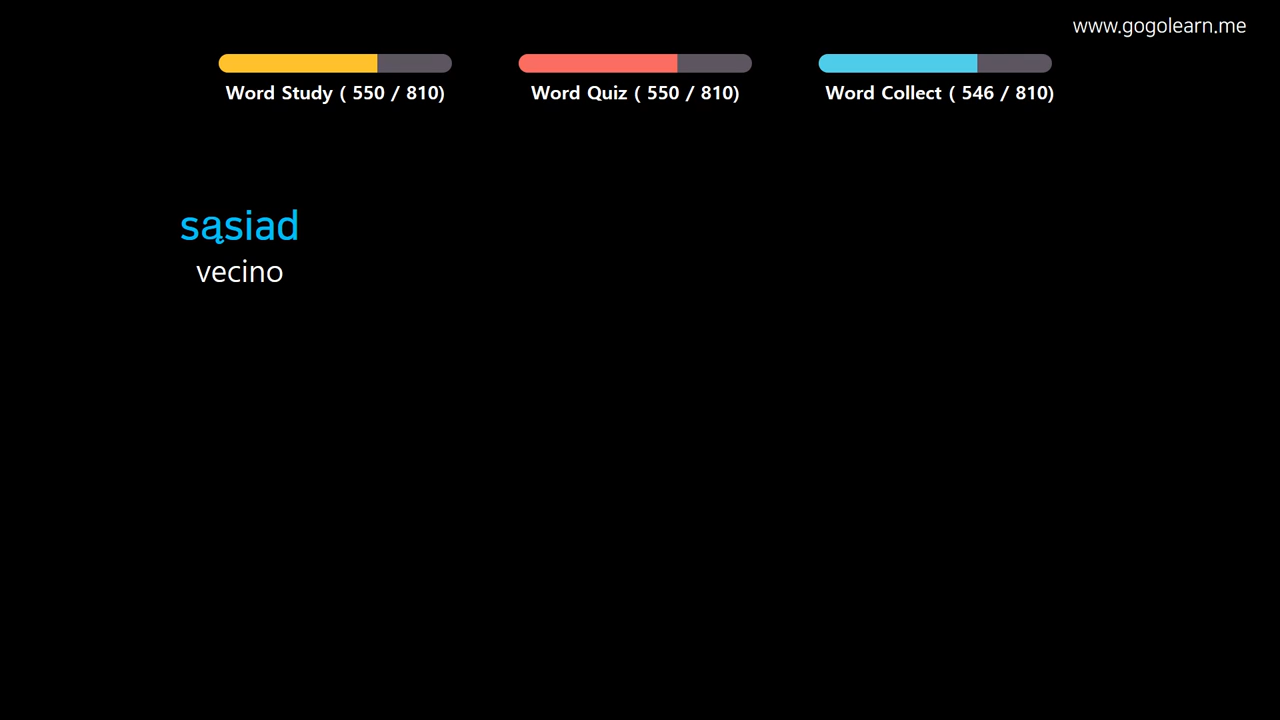 www.gogolearn.me
Word Study ( 550 / 810)
Word Quiz ( 550 / 810)
Word Collect ( 546 / 810)
sąsiad
vecino